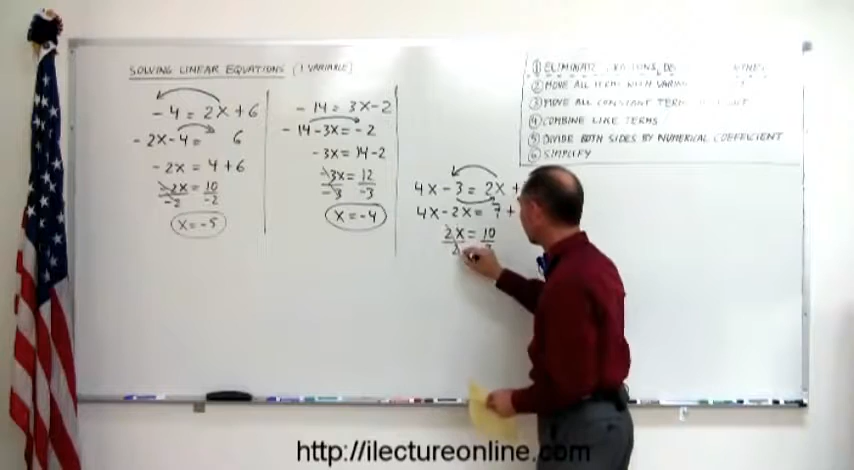 SOLVING LINEAR EQUATIONS (1 VARIABLE)
-4 = 2X + 6
-2X - 4 = 6
-2X = 4 + 6
-2X/-2 = 10/-2
X = -5
-14 = 3X - 2
-14 - 3X = -2
-3X = 14 - 2
-3X/-3 = 12/-3
X = -4
4X - 3 = 2X +
4X - 2X = 7 +
2X/2 = 10/2
① ELIMINATE
② MOVE ALL TERMS WITH
③ MOVE ALL CONSTANT TERMS
④ COMBINE LIKE TERMS
⑤ DIVIDE BOTH SIDES BY NUMERICAL COEFFICIENT
⑥ SIMPLIFY
http://ilectureonline.com